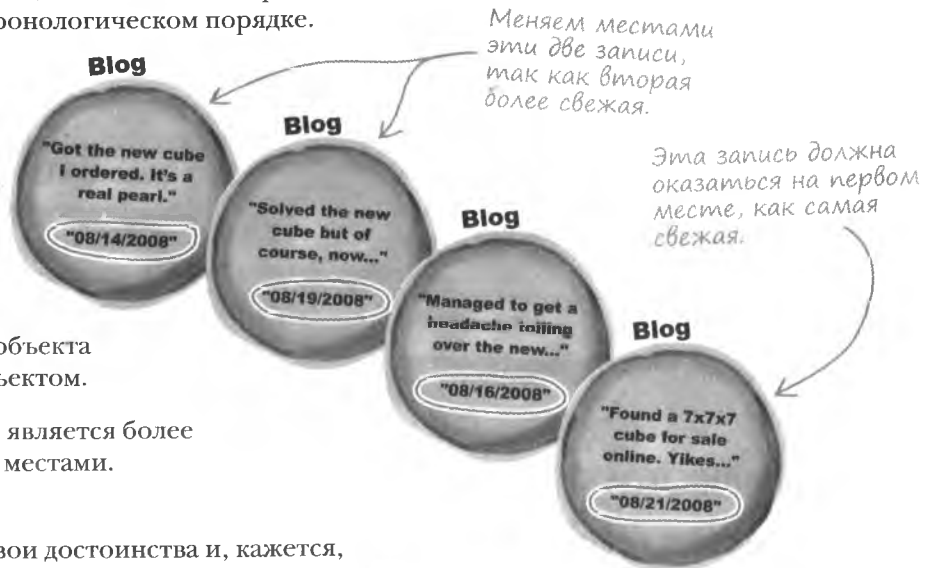 ронологическом порядке.
Меняем местами
эти две записи,
так как вторая
более свежая.
Blog
"Got the new cube
I ordered. It's a
real pearl."
"08/14/2008"
Blog
"Solved the new
cube but of
course, now..."
"08/19/2008"
Эта запись должна
оказаться на первом
месте, как самая
свежая.
Blog
"Managed to get a
headache toiling
over the new..."
"08/16/2008"
Blog
"Found a 7x7x7
cube for sale
online. Yikes..."
"08/21/2008"
объекта
ъектом.
является более
местами.
вои достоинства и, кажется,